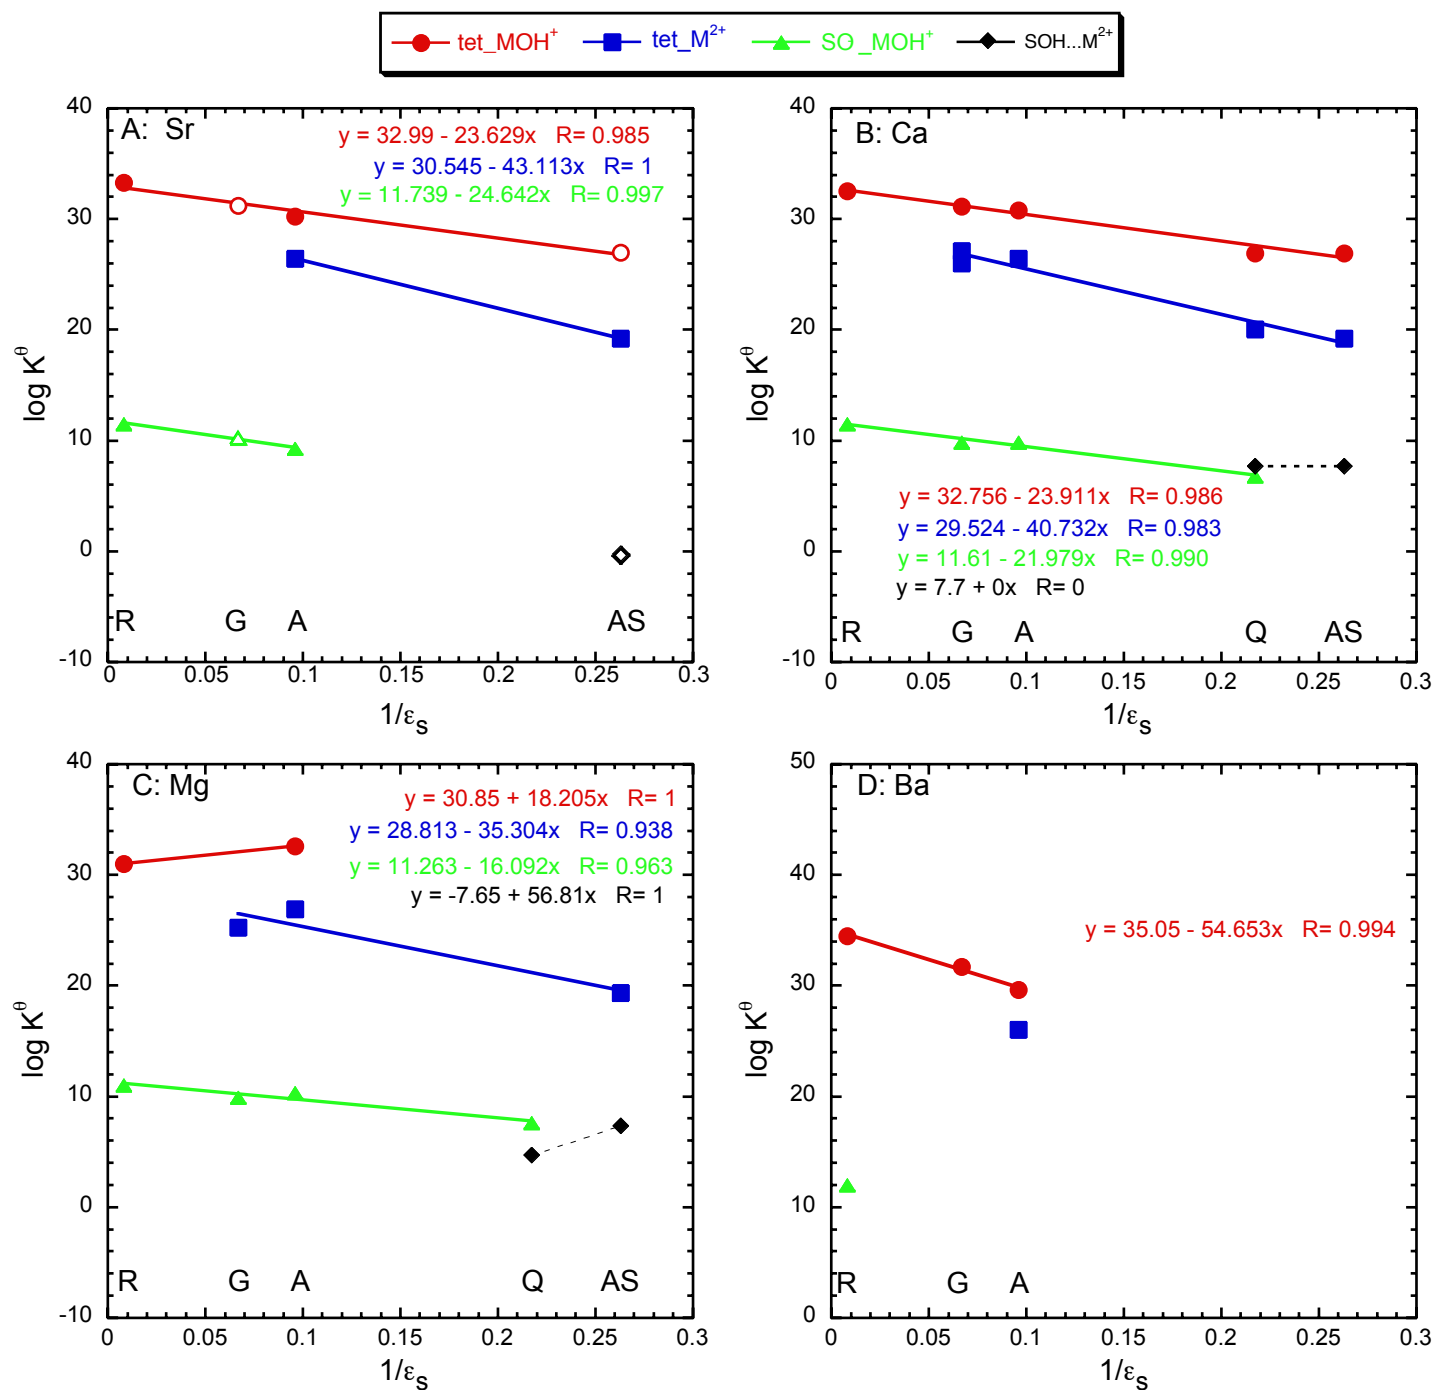 tet_MOH⁺ tet_M²⁺ SO⁻_MOH⁺ SOH...M²⁺
A: Sr
y = 32.99 - 23.629x R= 0.985
y = 30.545 - 43.113x R= 1
y = 11.739 - 24.642x R= 0.997
40
30
20
10
0
-10
log K^θ
R G A AS
0 0.05 0.1 0.15 0.2 0.25 0.3
1/εs
B: Ca
40
30
20
10
0
-10
log K^θ
y = 32.756 - 23.911x R= 0.986
y = 29.524 - 40.732x R= 0.983
y = 11.61 - 21.979x R= 0.990
y = 7.7 + 0x R= 0
R G A Q AS
0 0.05 0.1 0.15 0.2 0.25 0.3
1/εs
C: Mg
y = 30.85 + 18.205x R= 1
y = 28.813 - 35.304x R= 0.938
y = 11.263 - 16.092x R= 0.963
y = -7.65 + 56.81x R= 1
40
30
20
10
0
-10
log K^θ
R G A Q AS
0 0.05 0.1 0.15 0.2 0.25 0.3
1/εs
D: Ba
y = 35.05 - 54.653x R= 0.994
50
40
30
20
10
0
log K^θ
R G A
0 0.05 0.1 0.15 0.2 0.25 0.3
1/εs